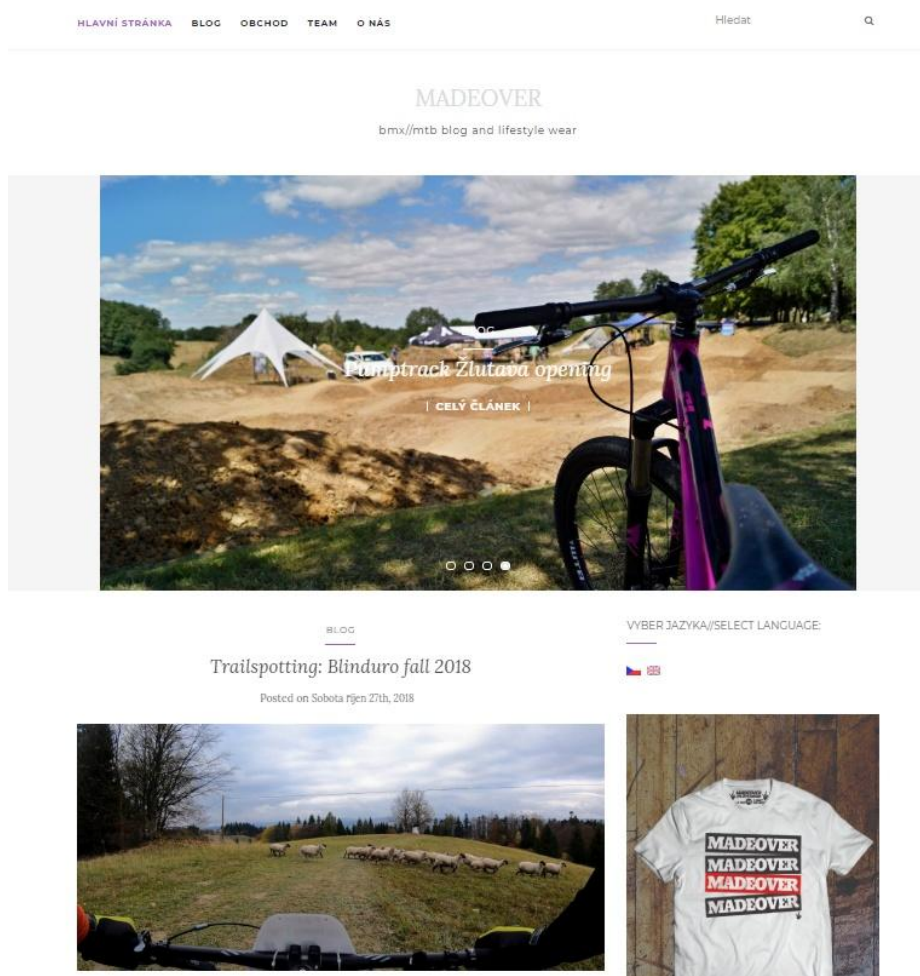 HLAVNÍ STRÁNKA BLOG OBCHOD TEAM O NÁS
Hledat
MADEOVER
bmx//mtb blog and lifestyle wear
Pumptrack Žlutava opening
| CELÝ ČLÁNEK |
BLOG
Trailspotting: Blinduro fall 2018
Posted on Sobota říjen 27th, 2018
VYBER JAZYKA//SELECT LANGUAGE:
MADEOVER
MADEOVER
MADEOVER
MADEOVER